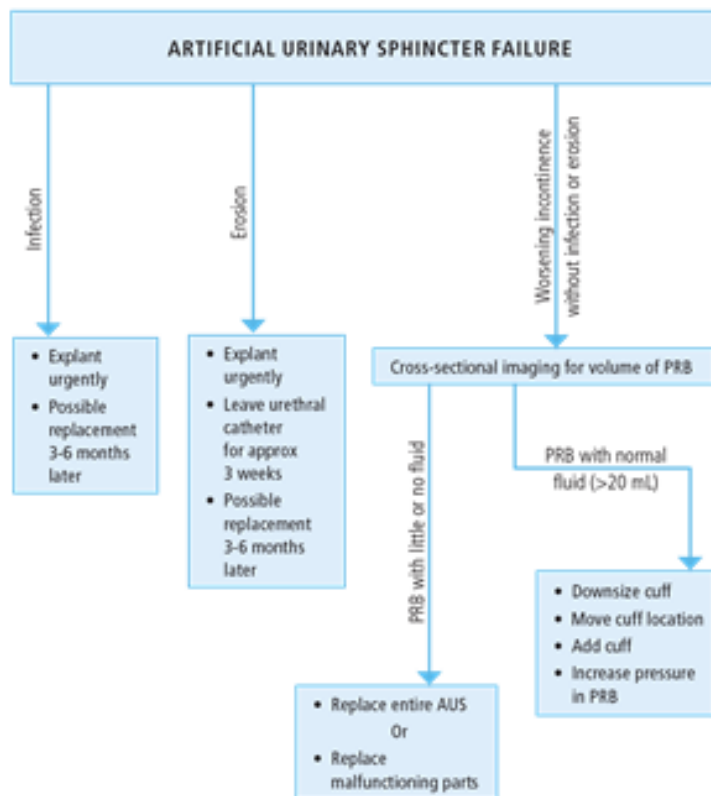 ARTIFICIAL URINARY SPHINCTER FAILURE
Infection
Erosion
Worsening incontinence
without infection or erosion
• Explant
urgently
• Possible
replacement
3-6 months
later
• Explant
urgently
• Leave urethral
catheter
for approx
3 weeks
• Possible
replacement
3-6 months
later
Cross-sectional imaging for volume of PRB
PRB with little or no fluid
PRB with normal
fluid (>20 mL)
• Downsize cuff
• Move cuff location
• Add cuff
• Increase pressure
in PRB
• Replace entire AUS
Or
• Replace
malfunctioning parts